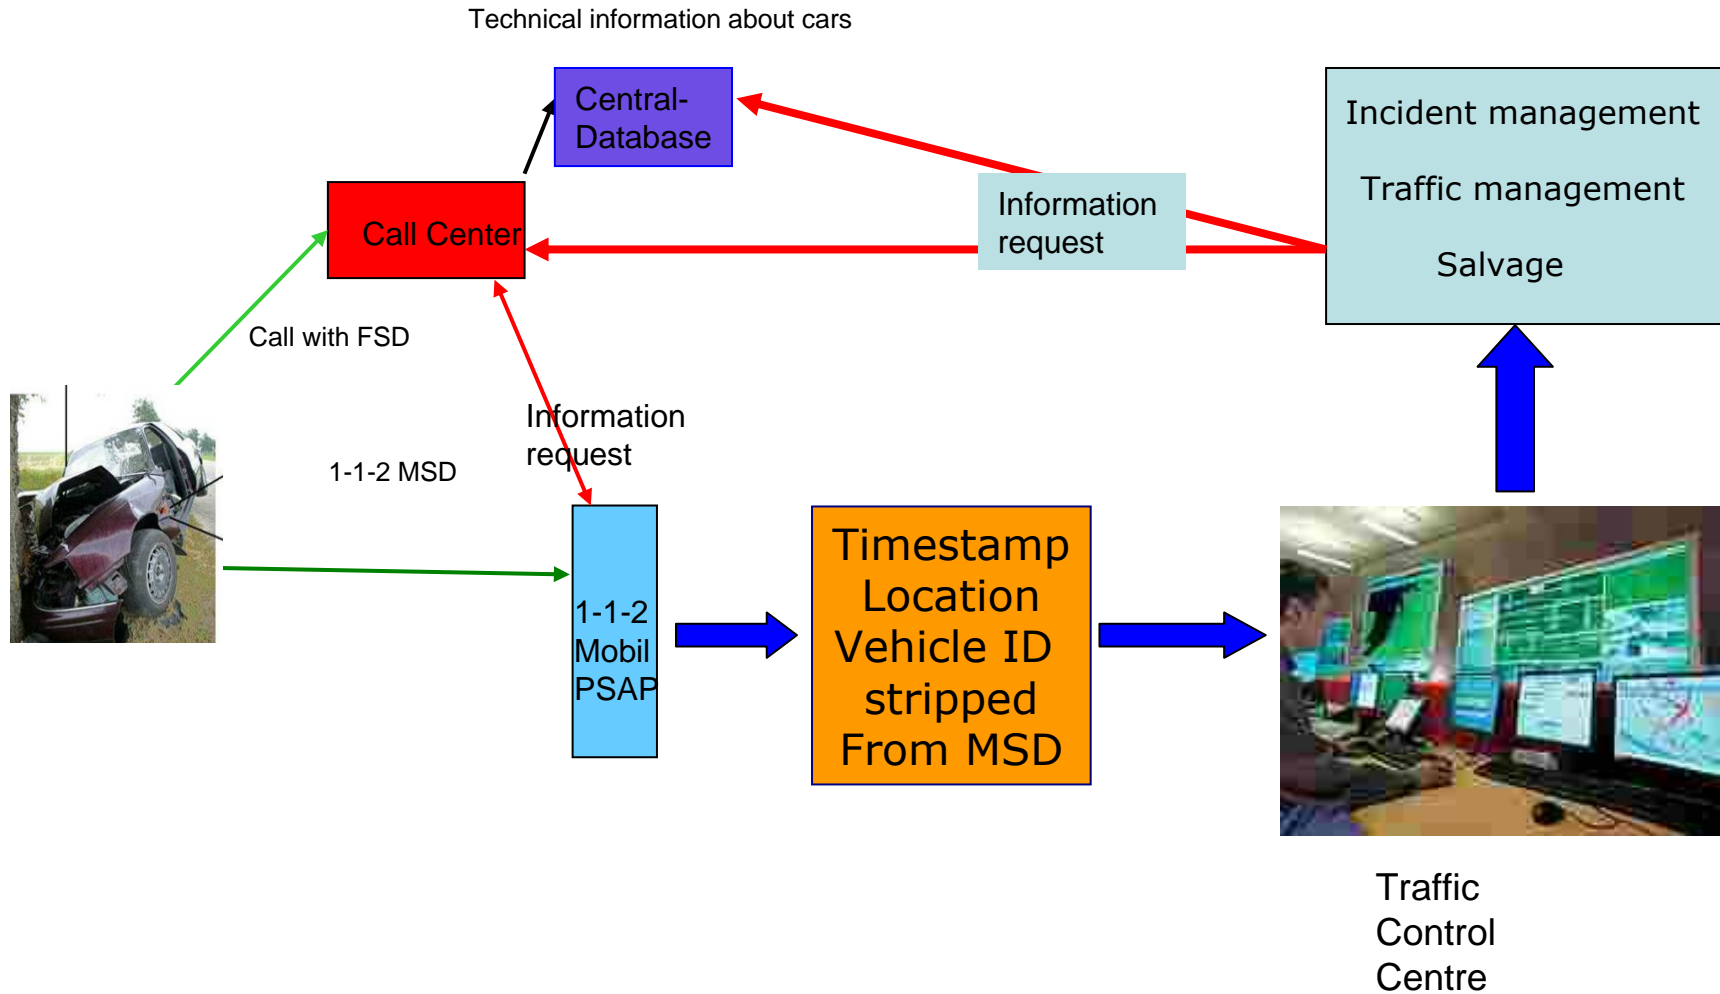 Technical information about cars
Central-
Database
Incident management
Traffic management
Salvage
Information
request
Call Center
Call with FSD
Information
request
1-1-2 MSD
1-1-2
Mobil
PSAP
Timestamp
Location
Vehicle ID
stripped
From MSD
Traffic
Control
Centre